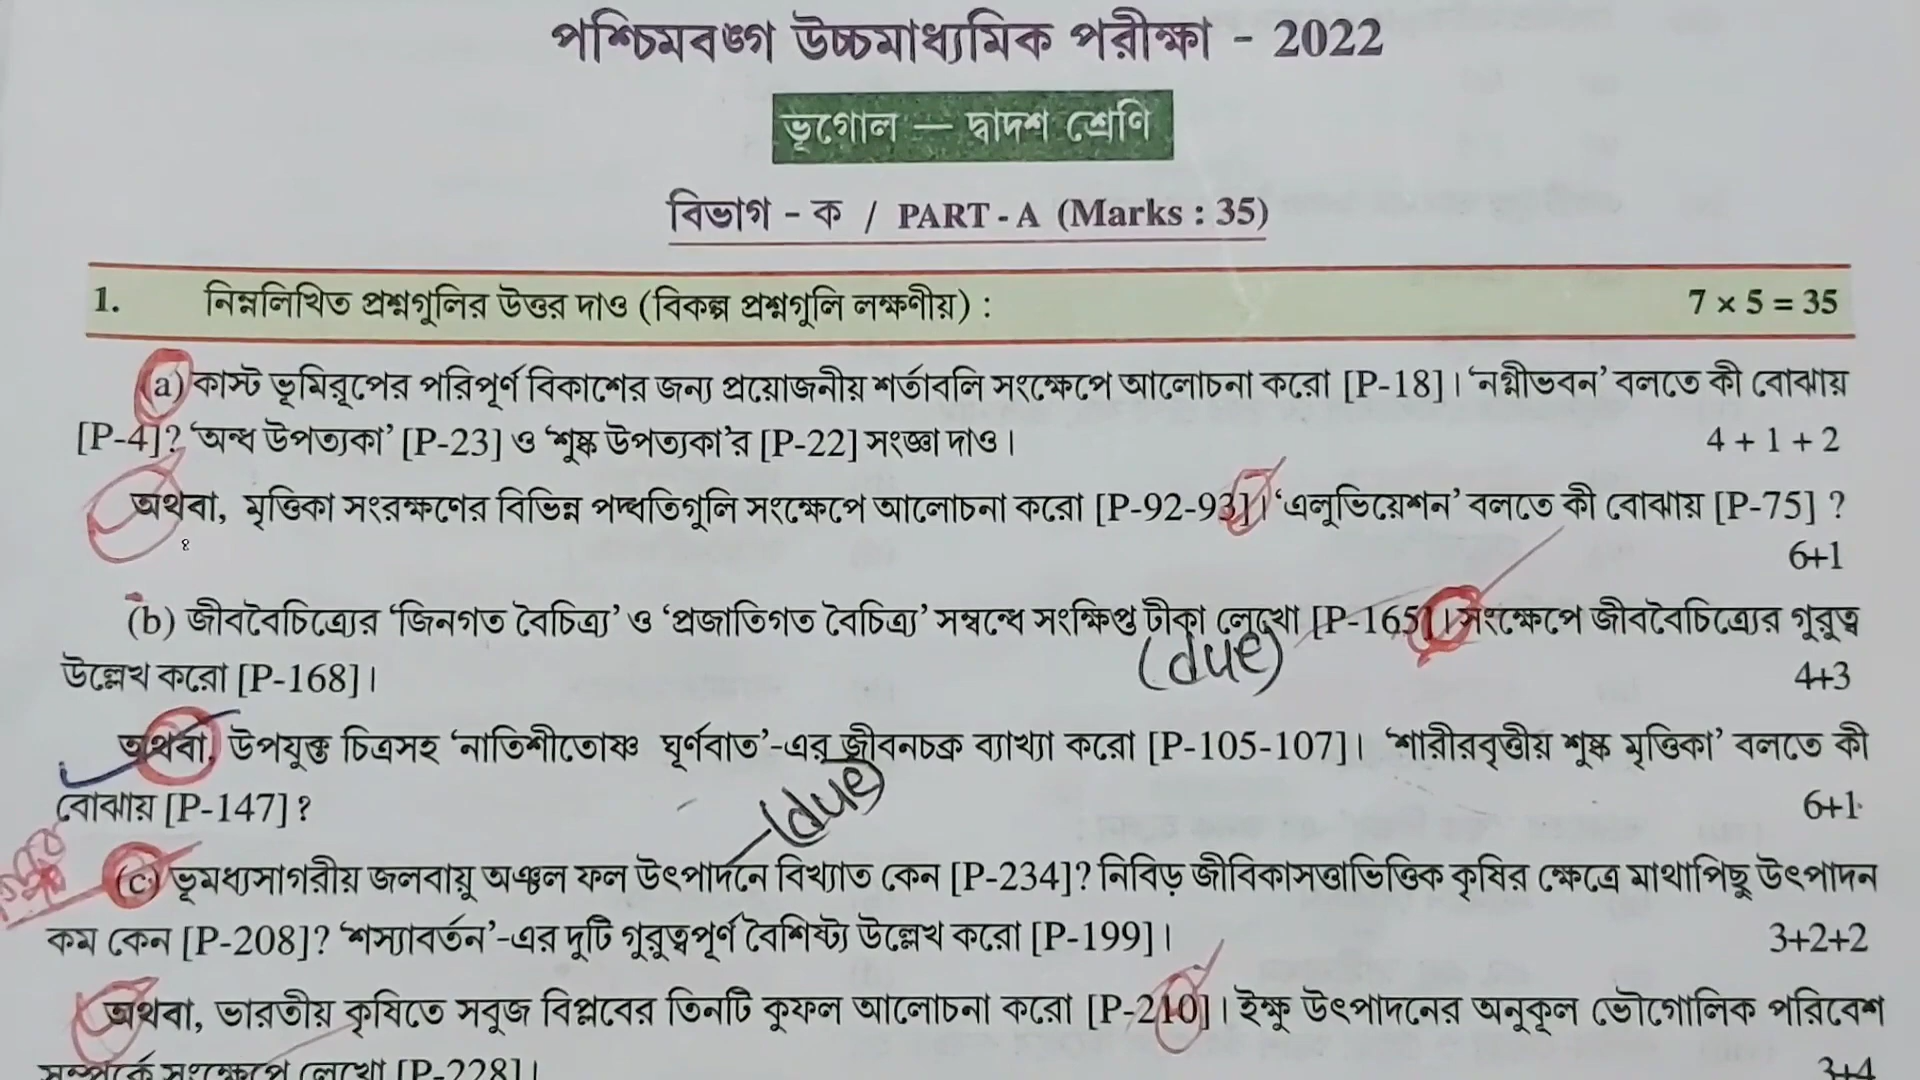 পশ্চিমবঙ্গ উচ্চমাধ্যমিক পরীক্ষা - 2022
ভূগোল — দ্বাদশ শ্রেণি
বিভাগ - ক / PART - A (Marks : 35)
1. নিম্নলিখিত প্রশ্নগুলির উত্তর দাও (বিকল্প প্রশ্নগুলি লক্ষণীয়) : 7 × 5 = 35
(a) কার্স্ট ভূমিরূপের পরিপূর্ণ বিকাশের জন্য প্রয়োজনীয় শর্তাবলি সংক্ষেপে আলোচনা করো [P-18]। ‘নগ্নীভবন’ বলতে কী বোঝায়
[P-4]? ‘অন্ধ উপত্যকা’ [P-23] ও ‘শুষ্ক উপত্যকা’র [P-22] সংজ্ঞা দাও। 4 + 1 + 2
অথবা, মৃত্তিকা সংরক্ষণের বিভিন্ন পদ্ধতিগুলি সংক্ষেপে আলোচনা করো [P-92-93]। ‘এলুভিয়েশন’ বলতে কী বোঝায় [P-75] ?
6+1
(b) জীববৈচিত্র্যের ‘জিনগত বৈচিত্র্য’ ও ‘প্রজাতিগত বৈচিত্র্য’ সম্বন্ধে সংক্ষিপ্ত টীকা লেখো [P-165]। সংক্ষেপে জীববৈচিত্র্যের গুরুত্ব
(due)
উল্লেখ করো [P-168]। 4+3
অথবা, উপযুক্ত চিত্রসহ ‘নাতিশীতোষ্ণ ঘূর্ণবাত’-এর জীবনচক্র ব্যাখ্যা করো [P-105-107]। ‘শারীরবৃত্তীয় শুষ্ক মৃত্তিকা’ বলতে কী
বোঝায় [P-147] ? 6+1
(due)
(c) ভূমধ্যসাগরীয় জলবায়ু অঞ্চল ফল উৎপাদনে বিখ্যাত কেন [P-234]? নিবিড় জীবিকাসত্তাভিত্তিক কৃষির ক্ষেত্রে মাথাপিছু উৎপাদন
কম কেন [P-208]? ‘শস্যাবর্তন’-এর দুটি গুরুত্বপূর্ণ বৈশিষ্ট্য উল্লেখ করো [P-199]। 3+2+2
অথবা, ভারতীয় কৃষিতে সবুজ বিপ্লবের তিনটি কুফল আলোচনা করো [P-210]। ইক্ষু উৎপাদনের অনুকূল ভৌগোলিক পরিবেশ
সম্পর্কে সংক্ষেপে লেখো [P-228]। 3+4